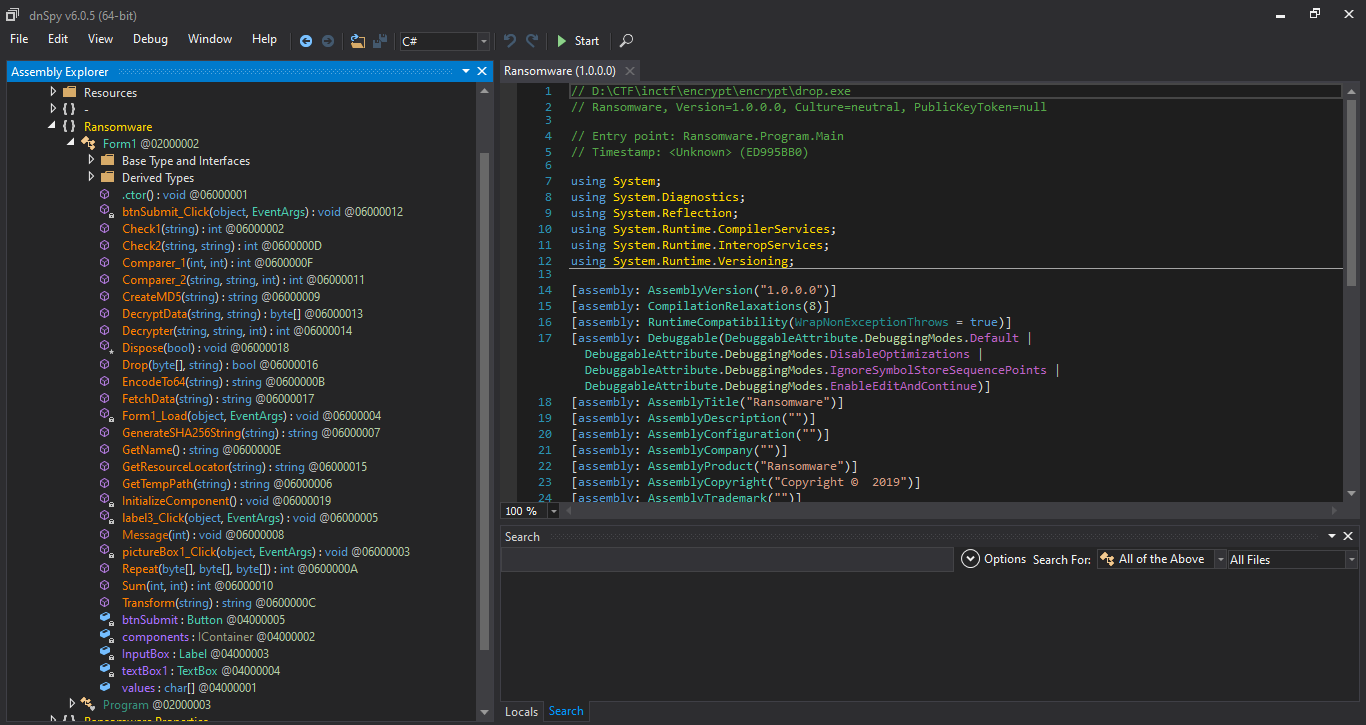 dnSpy v6.0.5 (64-bit)
File Edit View Debug Window Help C# Start
Assembly Explorer
Resources
{ } -
{ } Ransomware
Form1 @02000002
Base Type and Interfaces
Derived Types
.ctor() : void @06000001
btnSubmit_Click(object, EventArgs) : void @06000012
Check1(string) : int @06000002
Check2(string, string) : int @0600000D
Comparer_1(int, int) : int @0600000F
Comparer_2(string, string, int) : int @06000011
CreateMD5(string) : string @06000009
DecryptData(string, string) : byte[] @06000013
Decrypter(string, string, int) : int @06000014
Dispose(bool) : void @06000018
Drop(byte[], string) : bool @06000016
EncodeTo64(string) : string @0600000B
FetchData(string) : string @06000017
Form1_Load(object, EventArgs) : void @06000004
GenerateSHA256String(string) : string @06000007
GetName() : string @0600000E
GetResourceLocator(string) : string @06000015
GetTempPath(string) : string @06000006
InitializeComponent() : void @06000019
label3_Click(object, EventArgs) : void @06000005
Message(int) : void @06000008
pictureBox1_Click(object, EventArgs) : void @06000003
Repeat(byte[], byte[], byte[]) : int @0600000A
Sum(int, int) : int @06000010
Transform(string) : string @0600000C
btnSubmit : Button @04000005
components : IContainer @04000002
InputBox : Label @04000003
textBox1 : TextBox @04000004
values : char[] @04000001
Program @02000003
{ } Ransomware.Properties
Ransomware (1.0.0.0)
1 // D:\CTF\inctf\encrypt\encrypt\drop.exe
2 // Ransomware, Version=1.0.0.0, Culture=neutral, PublicKeyToken=null
3
4 // Entry point: Ransomware.Program.Main
5 // Timestamp: <Unknown> (ED995BB0)
6
7 using System;
8 using System.Diagnostics;
9 using System.Reflection;
10 using System.Runtime.CompilerServices;
11 using System.Runtime.InteropServices;
12 using System.Runtime.Versioning;
13
14 [assembly: AssemblyVersion("1.0.0.0")]
15 [assembly: CompilationRelaxations(8)]
16 [assembly: RuntimeCompatibility(WrapNonExceptionThrows = true)]
17 [assembly: Debuggable(DebuggableAttribute.DebuggingModes.Default |
DebuggableAttribute.DebuggingModes.DisableOptimizations |
DebuggableAttribute.DebuggingModes.IgnoreSymbolStoreSequencePoints |
DebuggableAttribute.DebuggingModes.EnableEditAndContinue)]
18 [assembly: AssemblyTitle("Ransomware")]
19 [assembly: AssemblyDescription("")]
20 [assembly: AssemblyConfiguration("")]
21 [assembly: AssemblyCompany("")]
22 [assembly: AssemblyProduct("Ransomware")]
23 [assembly: AssemblyCopyright("Copyright ©  2019")]
24 [assembly: AssemblyTrademark("")]
100 %
Search
Options Search For: All of the Above All Files
Locals Search